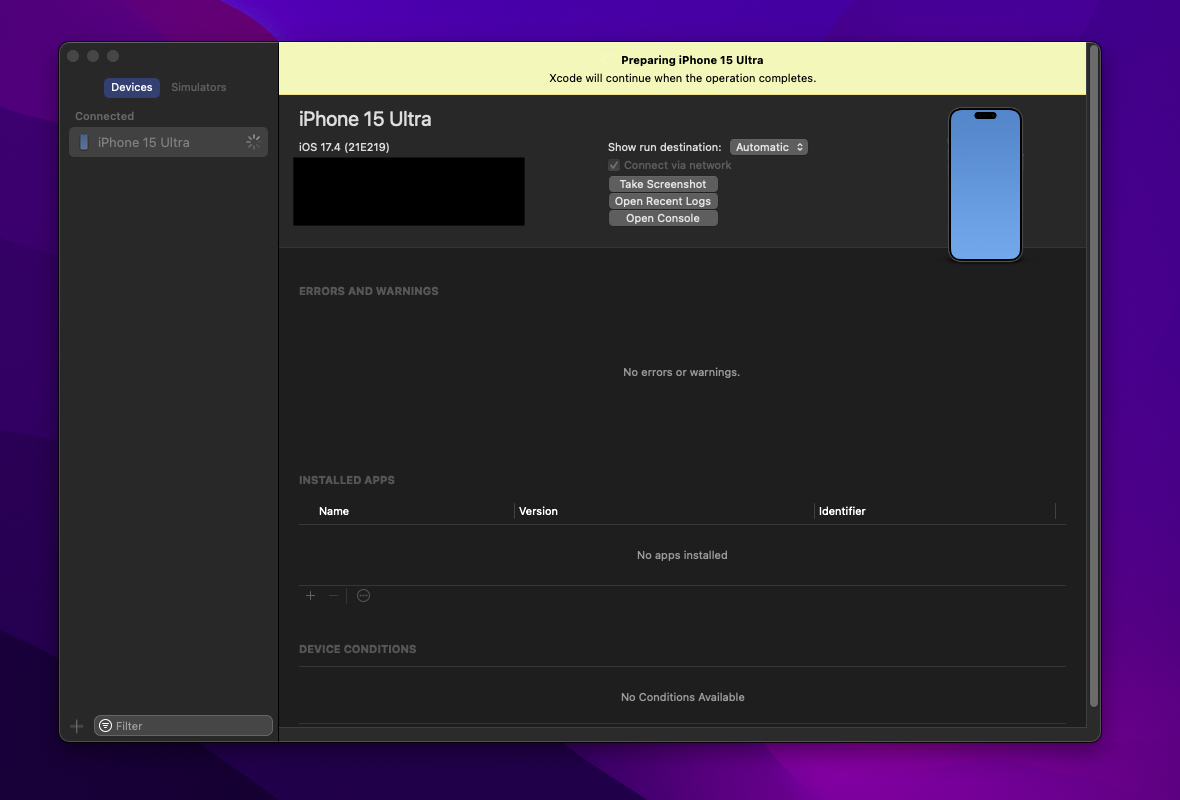 Preparing iPhone 15 Ultra
Xcode will continue when the operation completes.
Devices
Simulators
Connected
iPhone 15 Ultra
iPhone 15 Ultra
iOS 17.4 (21E219)
Show run destination: Automatic
Connect via network
Take Screenshot
Open Recent Logs
Open Console
ERRORS AND WARNINGS
No errors or warnings.
INSTALLED APPS
Name Version Identifier
No apps installed
DEVICE CONDITIONS
No Conditions Available
Filter